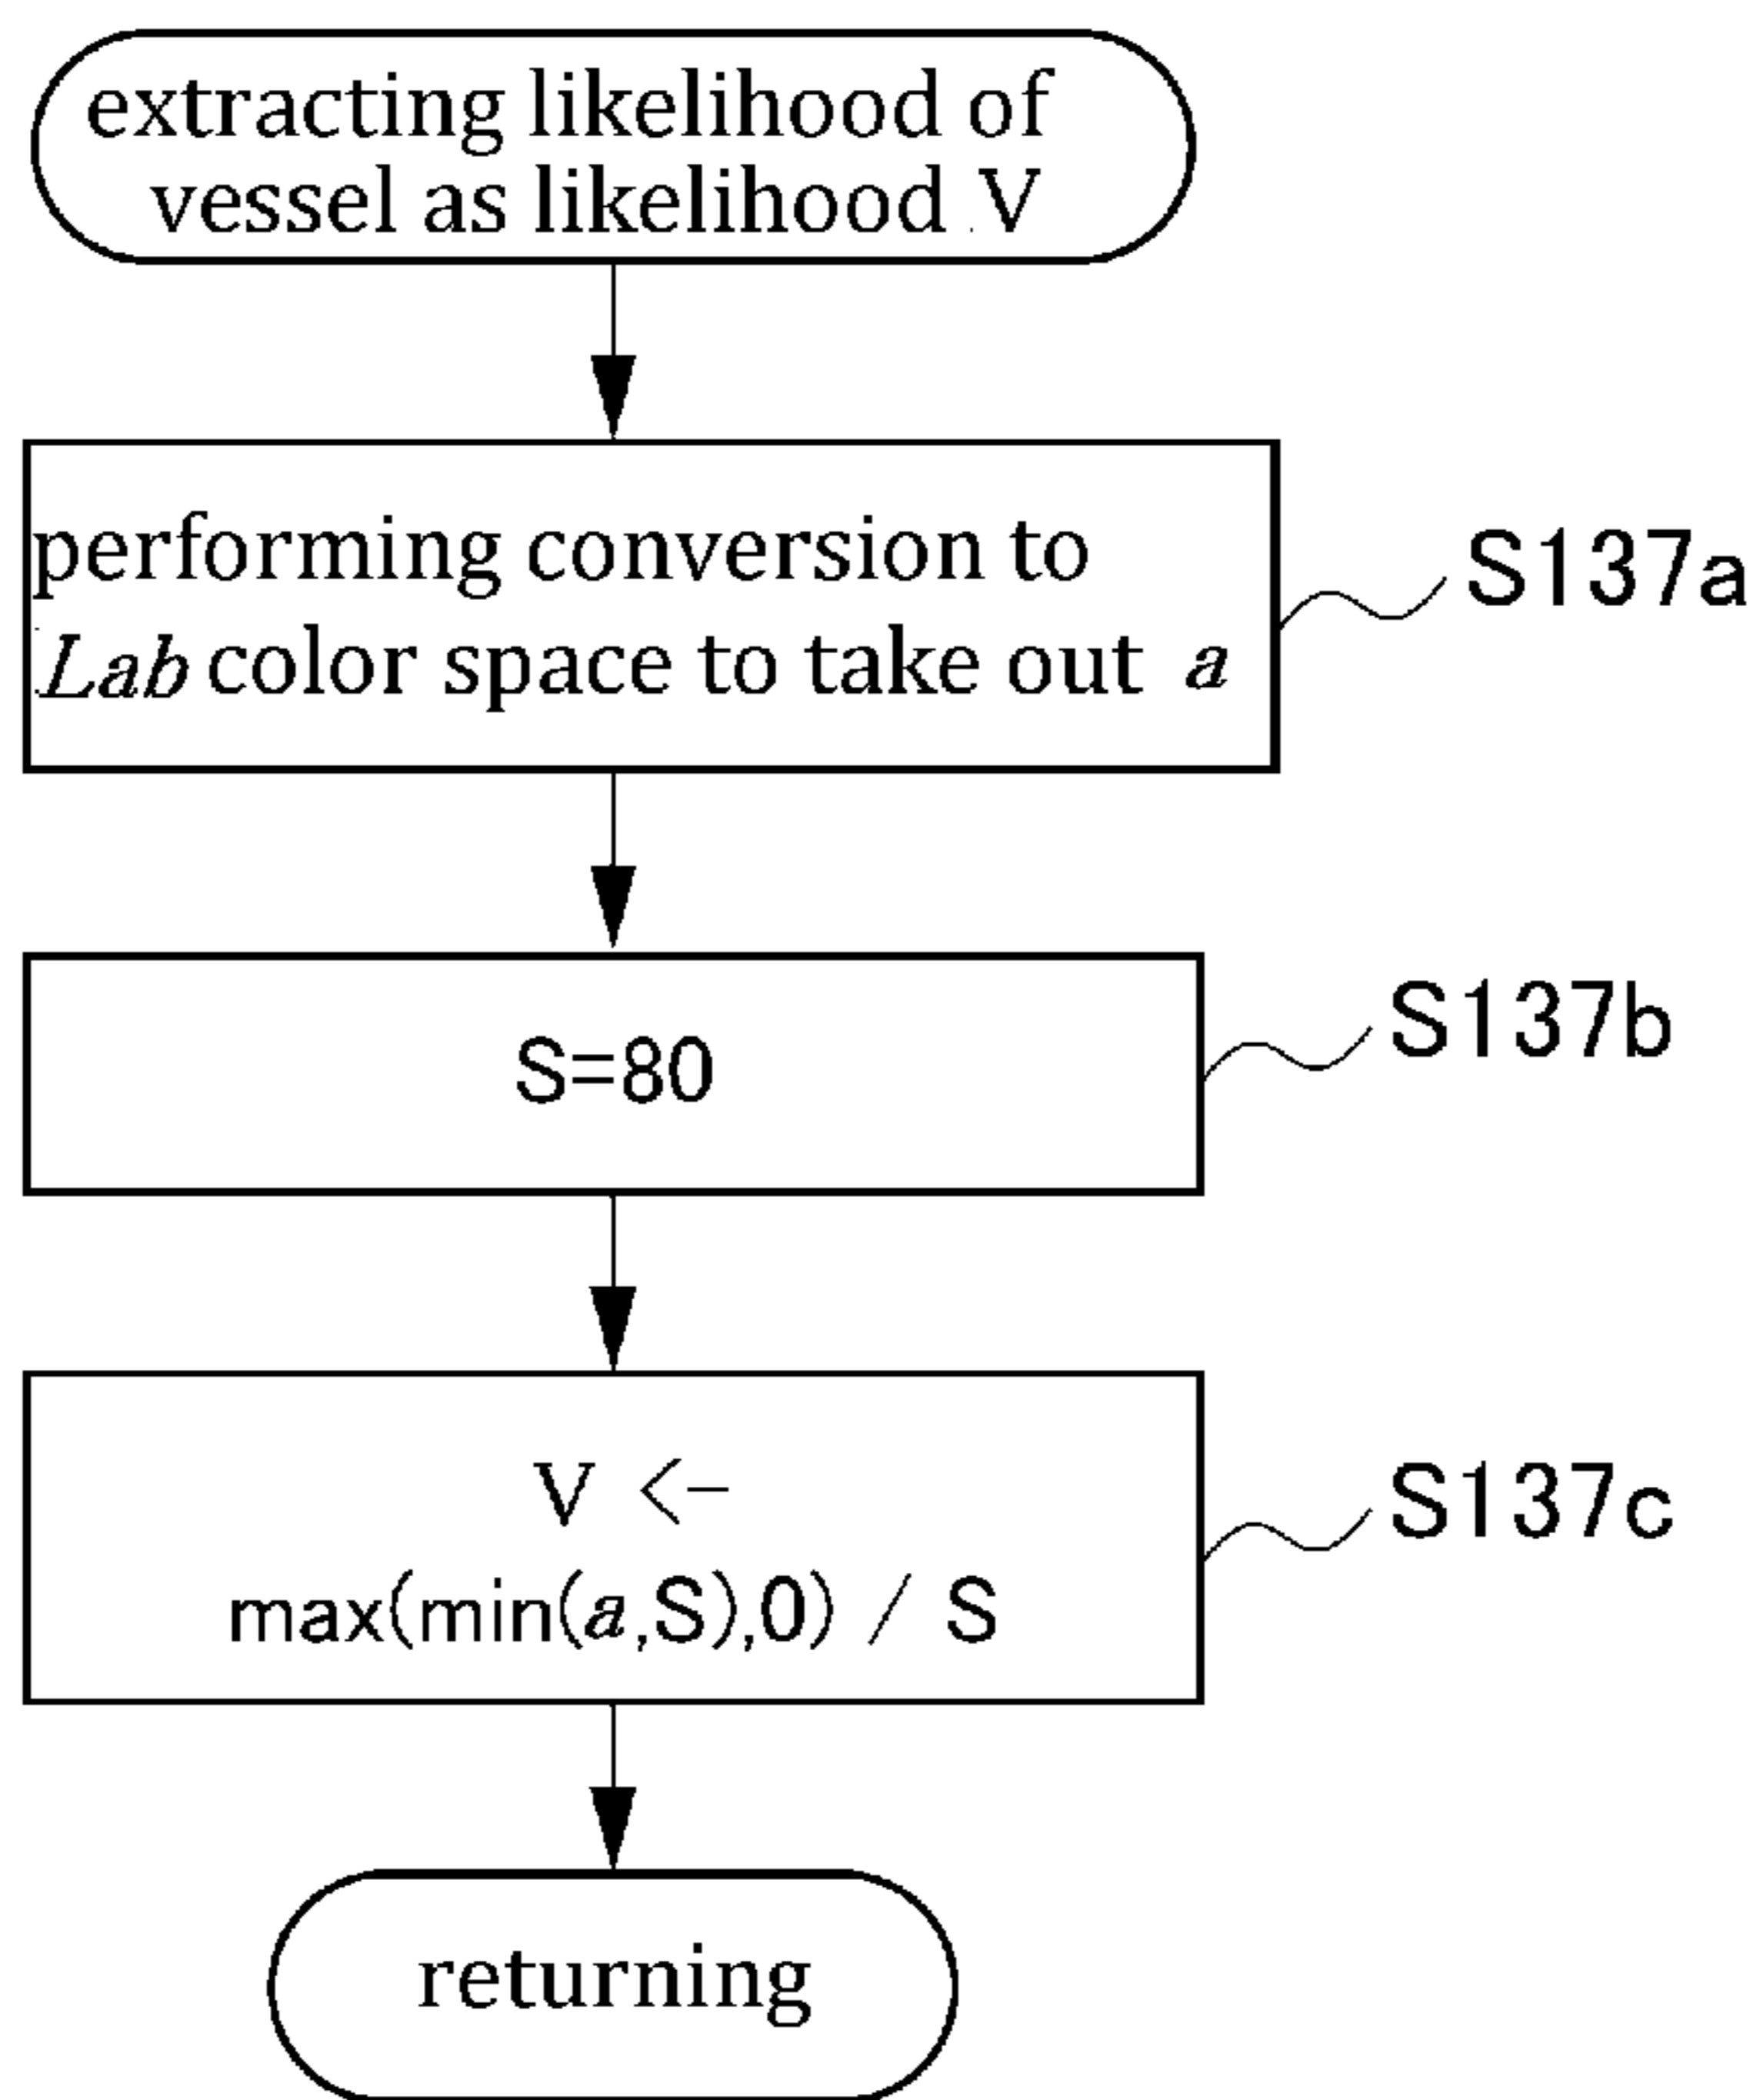 extracting likelihood of
vessel as likelihood V
performing conversion to
Lab color space to take out a
S137a
S=80
S137b
V <-
max(min(a,S),0) / S
S137c
returning